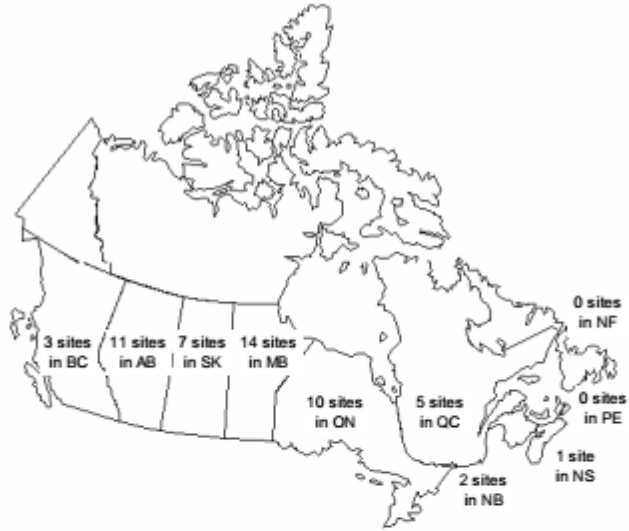 0 sites
in NF
3 sites
in BC
11 sites
in AB
7 sites
in SK
14 sites
in MB
10 sites
in ON
5 sites
in QC
0 sites
in PE
1 site
in NS
2 sites
in NB